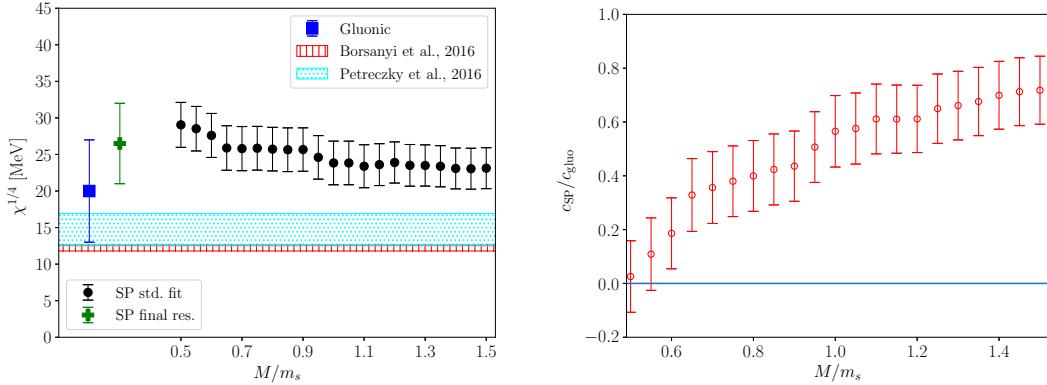 45
40
35
30
25
20
15
10
5
0
χ^{1/4} [MeV]
Gluonic
Borsanyi et al., 2016
Petreczky et al., 2016
SP std. fit
SP final res.
0.5 0.7 0.9 1.1 1.3 1.5
M/m_s
1.0
0.8
0.6
0.4
0.2
0.0
−0.2
c_SP/c_gluo
0.6 0.8 1.0 1.2 1.4
M/m_s